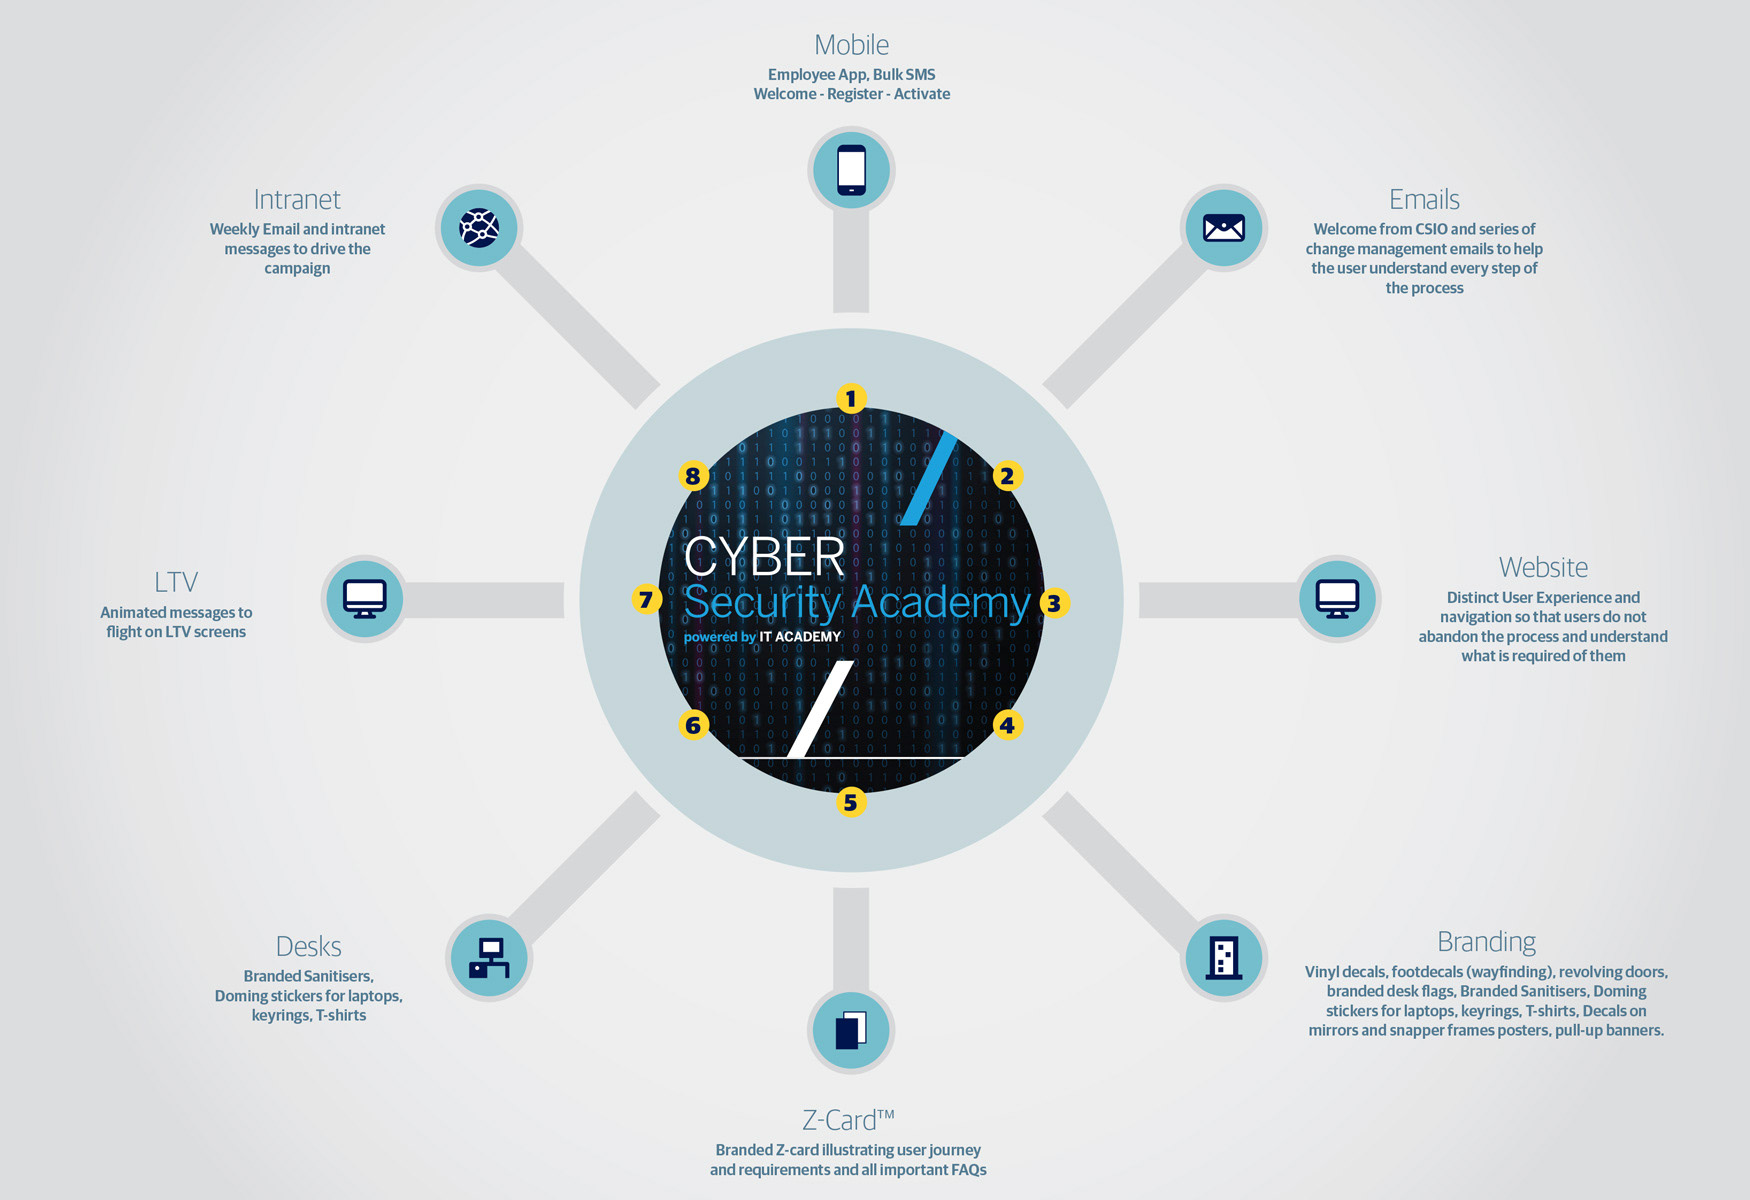 Mobile
Employee App, Bulk SMS
Welcome - Register - Activate
Intranet
Weekly Email and intranet
messages to drive the
campaign
Emails
Welcome from CSIO and series of
change management emails to help
the user understand every step of
the process
1
8
2
CYBER
Security Academy
powered by IT ACADEMY
7
3
6
4
5
LTV
Animated messages to
flight on LTV screens
Website
Distinct User Experience and
navigation so that users do not
abandon the process and understand
what is required of them
Desks
Branded Sanitisers,
Doming stickers for laptops,
keyrings, T-shirts
Branding
Vinyl decals, footdecals (wayfinding), revolving doors,
branded desk flags, Branded Sanitisers, Doming
stickers for laptops, keyrings, T-shirts, Decals on
mirrors and snapper frames posters, pull-up banners.
Z-Card™
Branded Z-card illustrating user journey
and requirements and all important FAQs